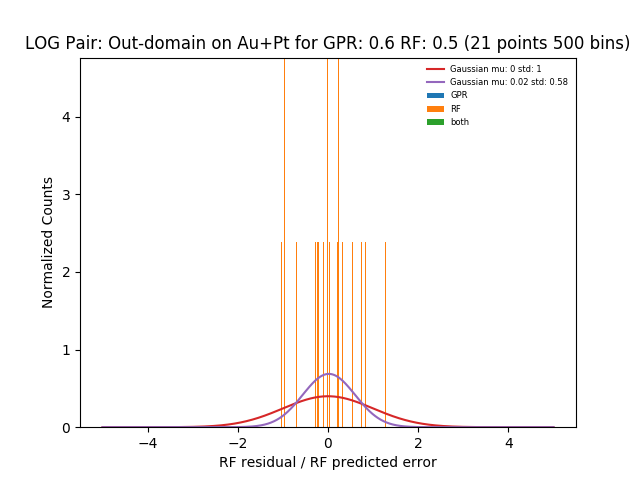 LOG Pair: Out-domain on Au+Pt for GPR: 0.6 RF: 0.5 (21 points 500 bins)
Gaussian mu: 0 std: 1
Gaussian mu: 0.02 std: 0.58
GPR
RF
both
Normalized Counts
4
3
2
1
0
−4 −2 0 2 4
RF residual / RF predicted error